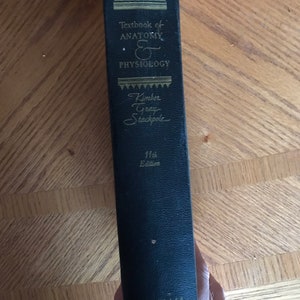 Textbook of
ANATOMY
&
PHYSIOLOGY
Kimber
Gray
Stackpole
11th
Edition